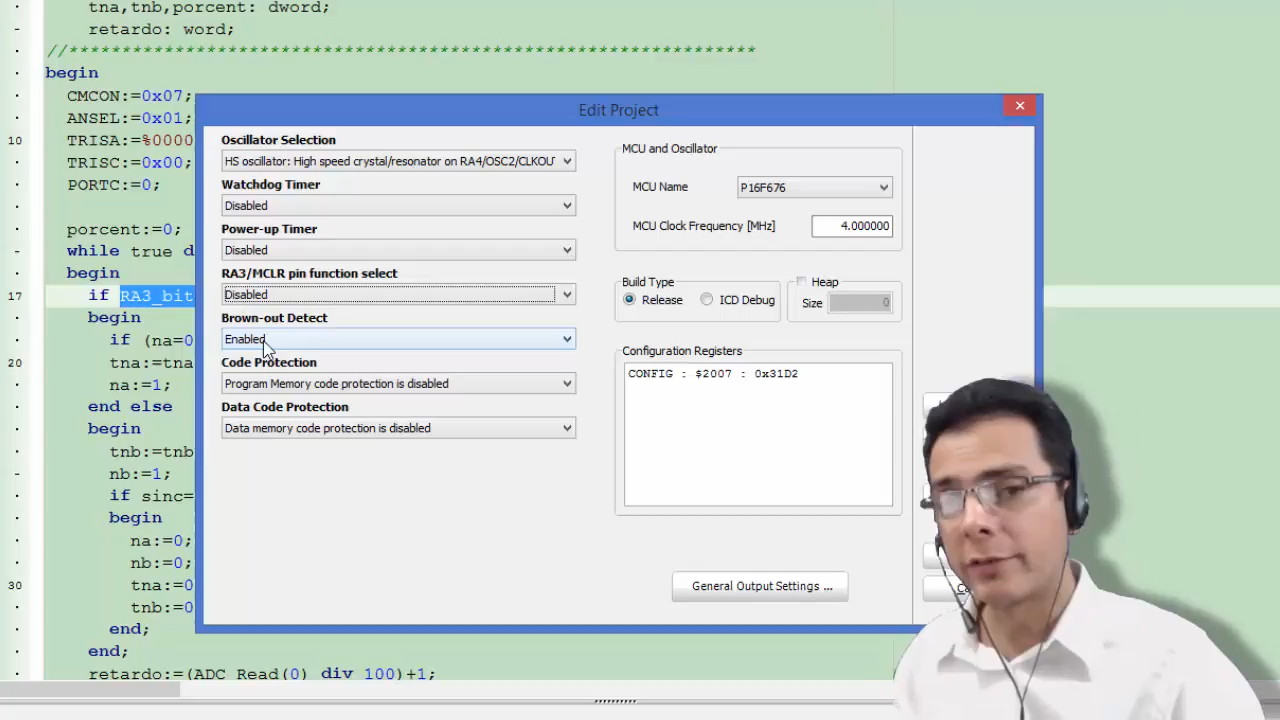 tna,tnb,porcent: dword;
retardo: word;
//*****************************************************************
begin
CMCON:=0x07;
ANSEL:=0x01;
10 TRISA:=%0000
TRISC:=0x00;
PORTC:=0;
porcent:=0;
while true d
begin
17 if RA3_bit
begin
if (na=0
20 tna:=tna
na:=1;
end else
begin
tnb:=tnb
nb:=1;
if sinc=
begin
na:=0;
nb:=0;
30 tna:=0
tnb:=0
end;
end;
retardo:=(ADC_Read(0) div 100)+1;
Edit Project
Oscillator Selection
HS oscillator: High speed crystal/resonator on RA4/OSC2/CLKOUT
Watchdog Timer
Disabled
Power-up Timer
Disabled
RA3/MCLR pin function select
Disabled
Brown-out Detect
Enabled
Code Protection
Program Memory code protection is disabled
Data Code Protection
Data memory code protection is disabled
MCU and Oscillator
MCU Name P16F676
MCU Clock Frequency [MHz] 4.000000
Build Type
Release ICD Debug
Heap
Size 0
Configuration Registers
CONFIG : $2007 : 0x31D2
General Output Settings ...